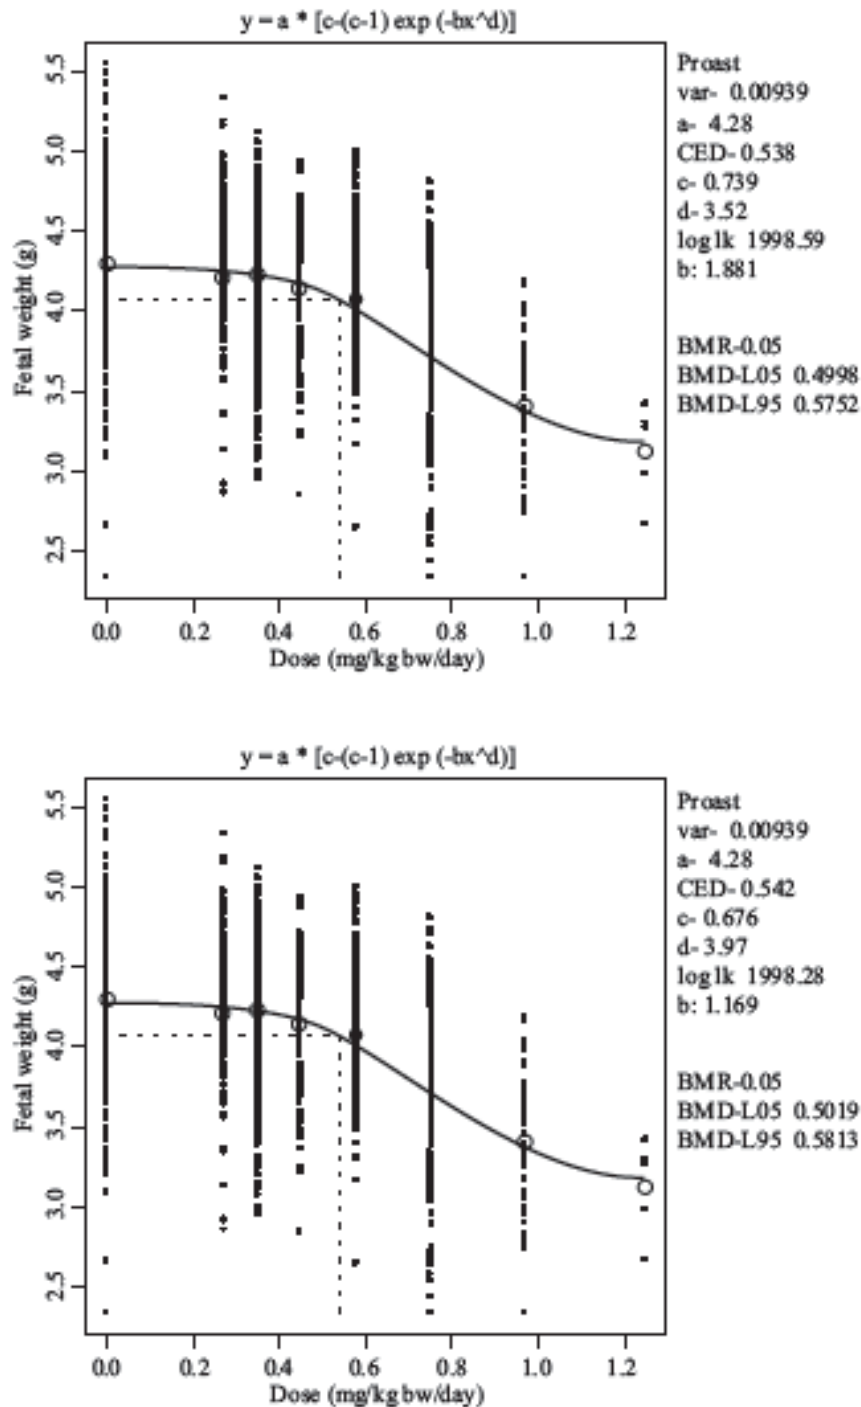 y = a * [c-(c-1) exp (-bx^d)]
Proast
var- 0.00939
a- 4.28
CED- 0.538
c- 0.739
d- 3.52
loglk 1998.59
b: 1.881
BMR-0.05
BMD-L05 0.4998
BMD-L95 0.5752
Fetal weight (g)
5.5
5.0
4.5
4.0
3.5
3.0
2.5
0.0 0.2 0.4 0.6 0.8 1.0 1.2
Dose (mg/kg bw/day)
y = a * [c-(c-1) exp (-bx^d)]
Proast
var- 0.00939
a- 4.28
CED- 0.542
c- 0.676
d- 3.97
loglk 1998.28
b: 1.169
BMR-0.05
BMD-L05 0.5019
BMD-L95 0.5813
Fetal weight (g)
5.5
5.0
4.5
4.0
3.5
3.0
2.5
0.0 0.2 0.4 0.6 0.8 1.0 1.2
Dose (mg/kg bw/day)